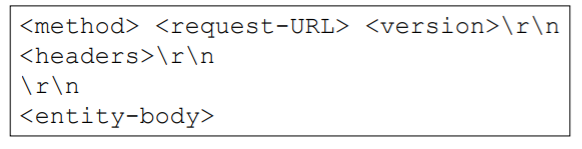 <method> <request-URL> <version>\r\n
<headers>\r\n
\r\n
<entity-body>